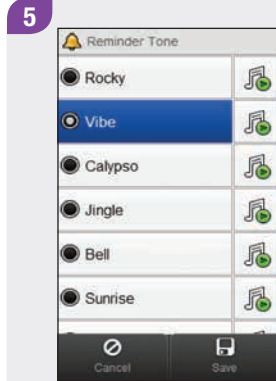 5
Reminder Tone
Rocky
Vibe
Calypso
Jingle
Bell
Sunrise
Cancel Save